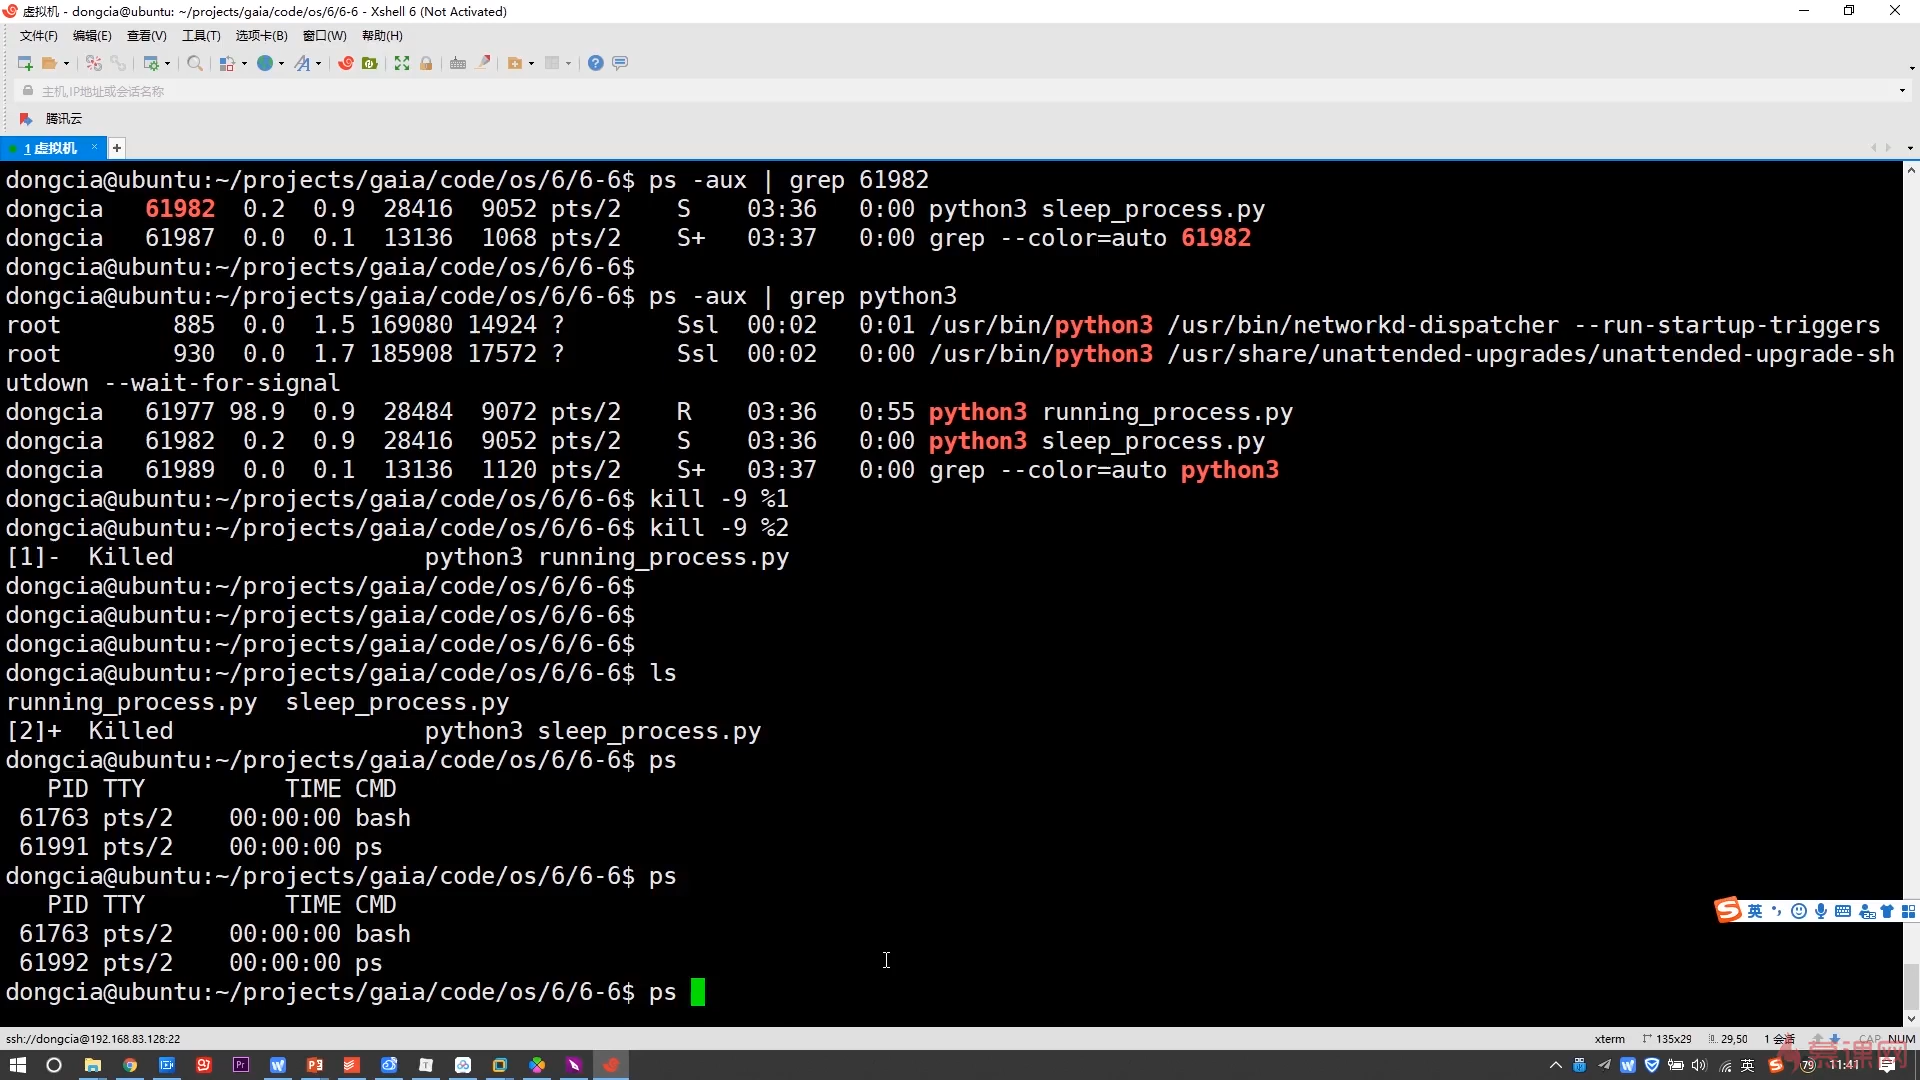 虚拟机 - dongcia@ubuntu: ~/projects/gaia/code/os/6/6-6 - Xshell 6 (Not Activated)
文件(F) 编辑(E) 查看(V) 工具(T) 选项卡(B) 窗口(W) 帮助(H)
主机,IP地址或会话名称
腾讯云
1 虚拟机 × +
dongcia@ubuntu:~/projects/gaia/code/os/6/6-6$ ps -aux | grep 61982
dongcia   61982  0.2  0.9  28416  9052 pts/2    S    03:36   0:00 python3 sleep_process.py
dongcia   61987  0.0  0.1  13136  1068 pts/2    S+   03:37   0:00 grep --color=auto 61982
dongcia@ubuntu:~/projects/gaia/code/os/6/6-6$
dongcia@ubuntu:~/projects/gaia/code/os/6/6-6$ ps -aux | grep python3
root        885  0.0  1.5 169080 14924 ?        Ssl  00:02   0:01 /usr/bin/python3 /usr/bin/networkd-dispatcher --run-startup-triggers
root        930  0.0  1.7 185908 17572 ?        Ssl  00:02   0:00 /usr/bin/python3 /usr/share/unattended-upgrades/unattended-upgrade-sh
utdown --wait-for-signal
dongcia   61977 98.9  0.9  28484  9072 pts/2    R    03:36   0:55 python3 running_process.py
dongcia   61982  0.2  0.9  28416  9052 pts/2    S    03:36   0:00 python3 sleep_process.py
dongcia   61989  0.0  0.1  13136  1120 pts/2    S+   03:37   0:00 grep --color=auto python3
dongcia@ubuntu:~/projects/gaia/code/os/6/6-6$ kill -9 %1
dongcia@ubuntu:~/projects/gaia/code/os/6/6-6$ kill -9 %2
[1]-  Killed                  python3 running_process.py
dongcia@ubuntu:~/projects/gaia/code/os/6/6-6$
dongcia@ubuntu:~/projects/gaia/code/os/6/6-6$
dongcia@ubuntu:~/projects/gaia/code/os/6/6-6$
dongcia@ubuntu:~/projects/gaia/code/os/6/6-6$ ls
running_process.py  sleep_process.py
[2]+  Killed                  python3 sleep_process.py
dongcia@ubuntu:~/projects/gaia/code/os/6/6-6$ ps
   PID TTY          TIME CMD
 61763 pts/2    00:00:00 bash
 61991 pts/2    00:00:00 ps
dongcia@ubuntu:~/projects/gaia/code/os/6/6-6$ ps
   PID TTY          TIME CMD
 61763 pts/2    00:00:00 bash
 61992 pts/2    00:00:00 ps
dongcia@ubuntu:~/projects/gaia/code/os/6/6-6$ ps
英
ssh://dongcia@192.168.83.128:22 xterm 135x29 29,50 1 会话 CAP NUM
英 79 11:41
慕课网